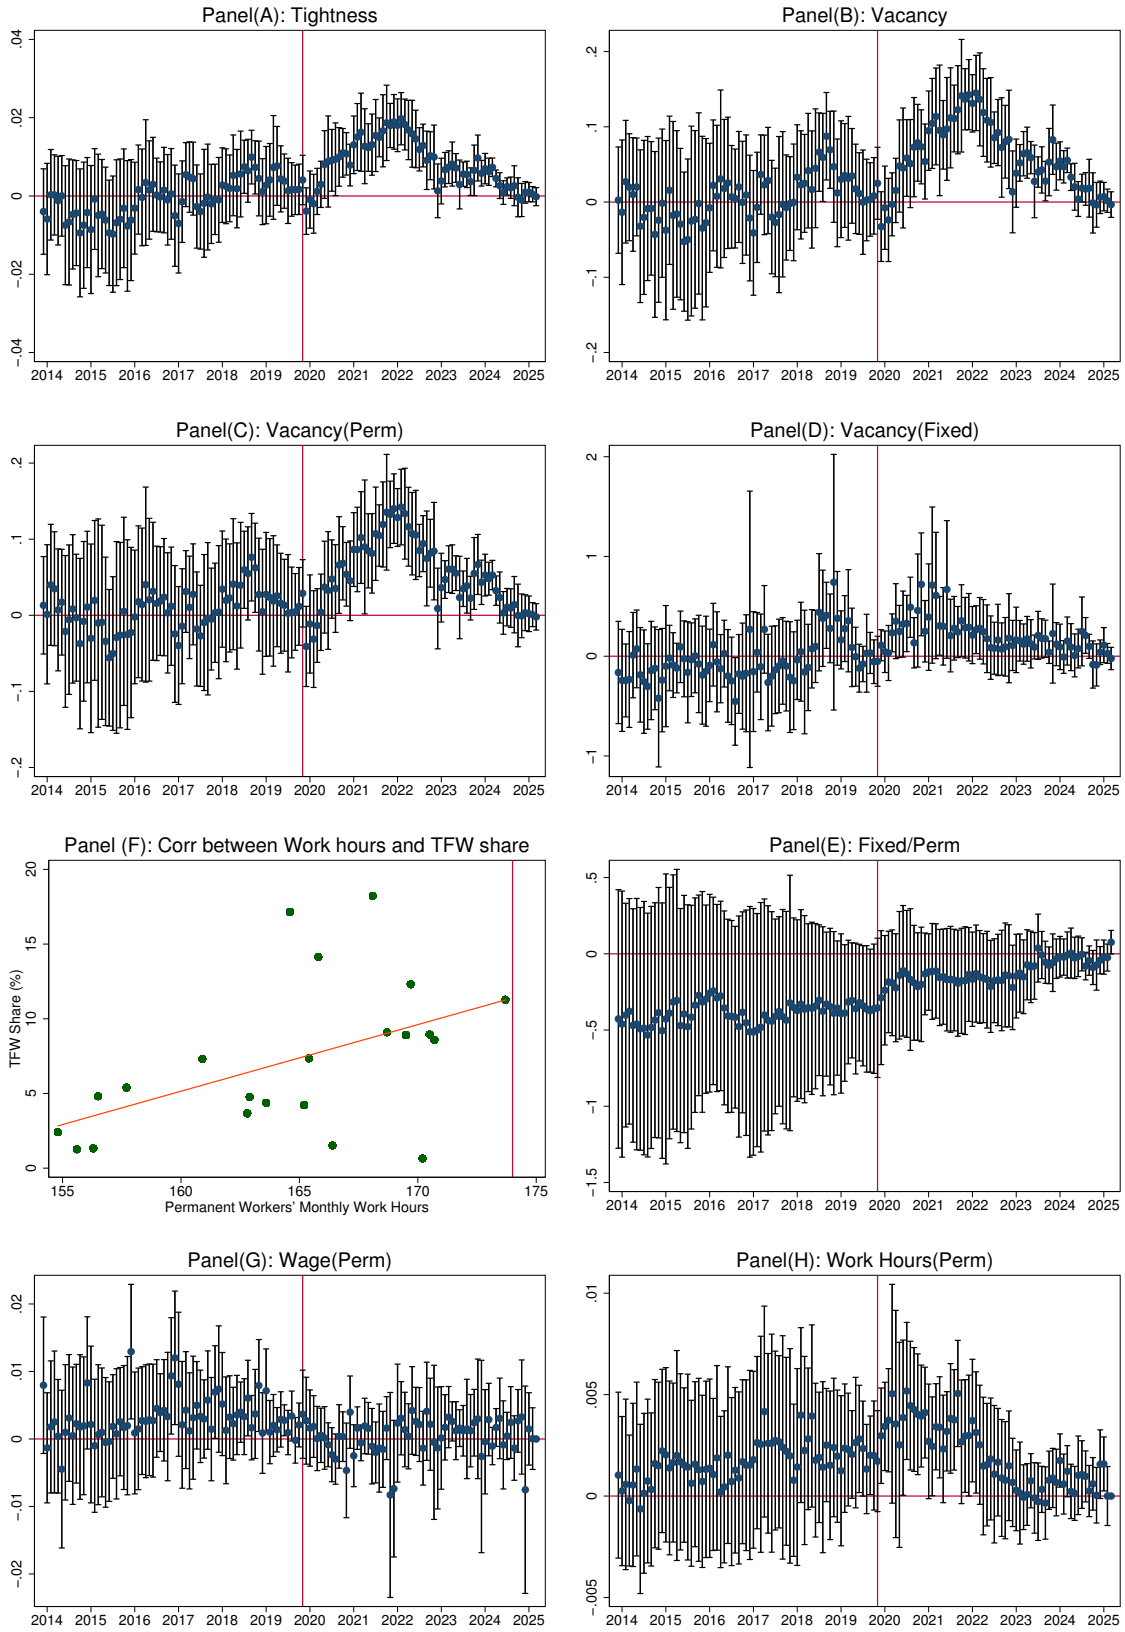 Panel(A): Tightness
.04
.02
0
-.02
-.04
2014 2015 2016 2017 2018 2019 2020 2021 2022 2023 2024 2025
Panel(B): Vacancy
.2
.1
0
-.1
-.2
2014 2015 2016 2017 2018 2019 2020 2021 2022 2023 2024 2025
Panel(C): Vacancy(Perm)
.2
.1
0
-.1
-.2
2014 2015 2016 2017 2018 2019 2020 2021 2022 2023 2024 2025
Panel(D): Vacancy(Fixed)
2
1
0
-1
2014 2015 2016 2017 2018 2019 2020 2021 2022 2023 2024 2025
Panel (F): Corr between Work hours and TFW share
TFW Share (%)
20
15
10
5
0
155 160 165 170 175
Permanent Workers' Monthly Work Hours
Panel(E): Fixed/Perm
.5
0
-.5
-1
-1.5
2014 2015 2016 2017 2018 2019 2020 2021 2022 2023 2024 2025
Panel(G): Wage(Perm)
.02
.01
0
-.01
-.02
2014 2015 2016 2017 2018 2019 2020 2021 2022 2023 2024 2025
Panel(H): Work Hours(Perm)
.01
.005
0
-.005
2014 2015 2016 2017 2018 2019 2020 2021 2022 2023 2024 2025